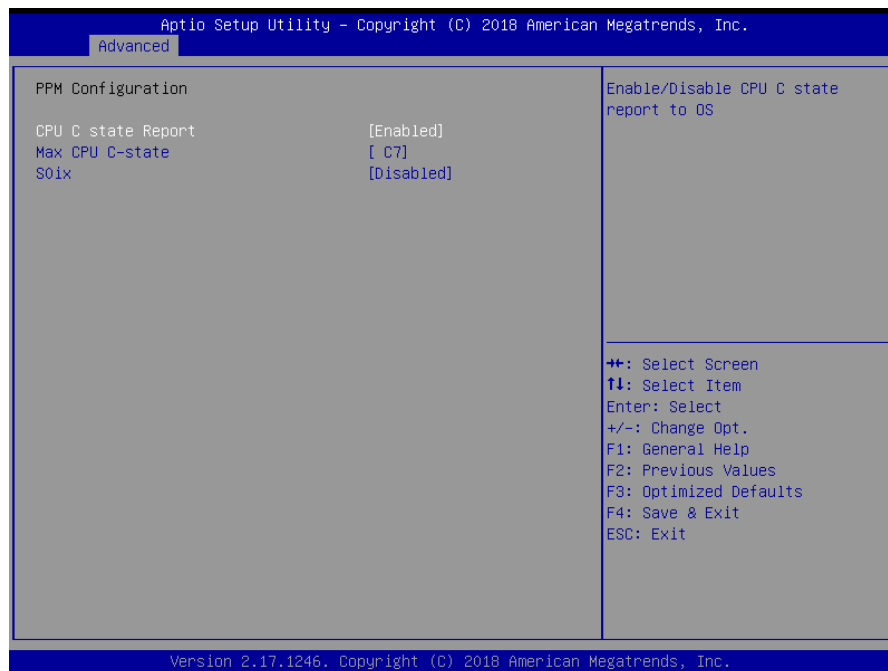 Aptio Setup Utility – Copyright (C) 2018 American Megatrends, Inc.
Advanced
PPM Configuration
CPU C state Report [Enabled]
Max CPU C-state [ C7]
S0ix [Disabled]
Enable/Disable CPU C state
report to OS
→←: Select Screen
↑↓: Select Item
Enter: Select
+/-: Change Opt.
F1: General Help
F2: Previous Values
F3: Optimized Defaults
F4: Save & Exit
ESC: Exit
Version 2.17.1246. Copyright (C) 2018 American Megatrends, Inc.